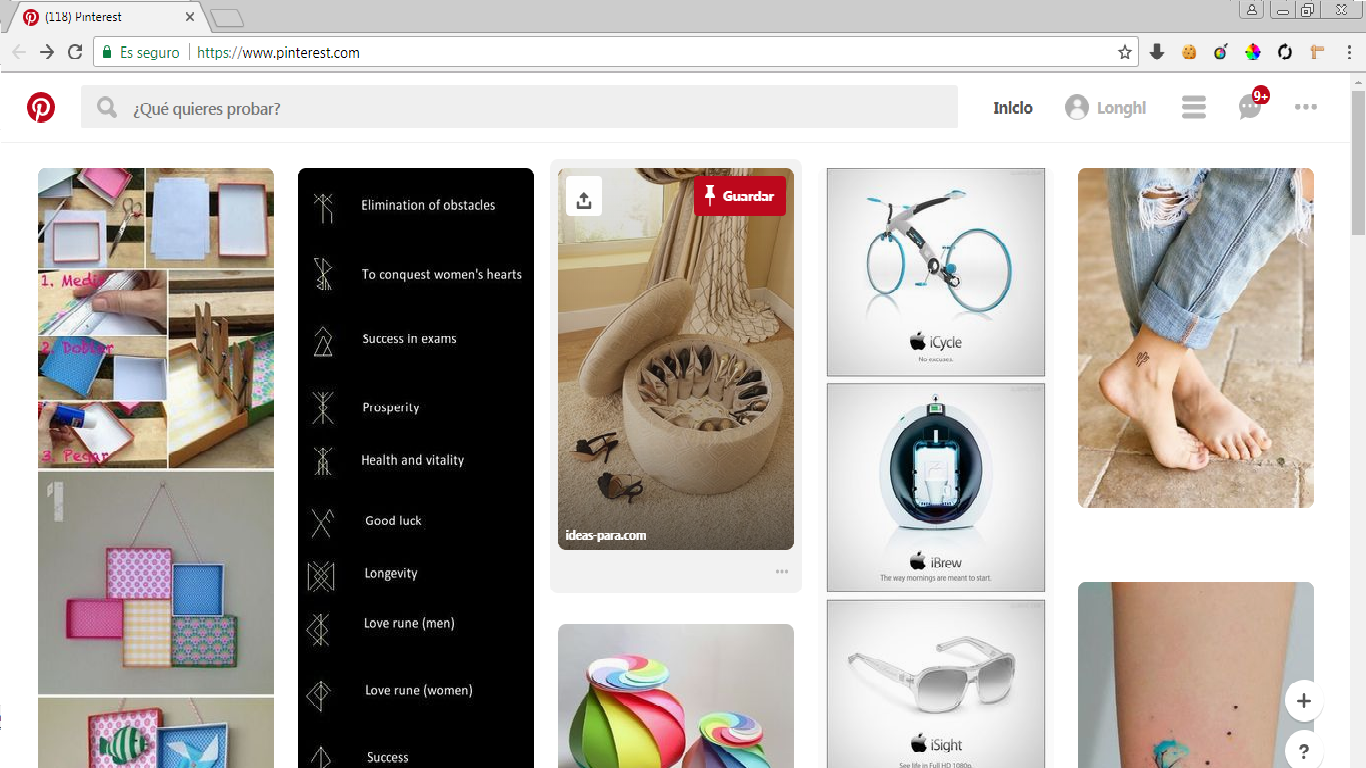 (118) Pinterest
Es seguro
https://www.pinterest.com
¿Qué quieres probar?
Inicio
Longhi
9+
1. Medir
2. Doblar
3. Pegar
1
Elimination of obstacles
To conquest women's hearts
Success in exams
Prosperity
Health and vitality
Good luck
Longevity
Love rune (men)
Love rune (women)
Success
Guardar
ideas-para.com
iCycle
No excuses.
iBrew
The way mornings are meant to start.
iSight
See life in Full HD 1080p.
+
?